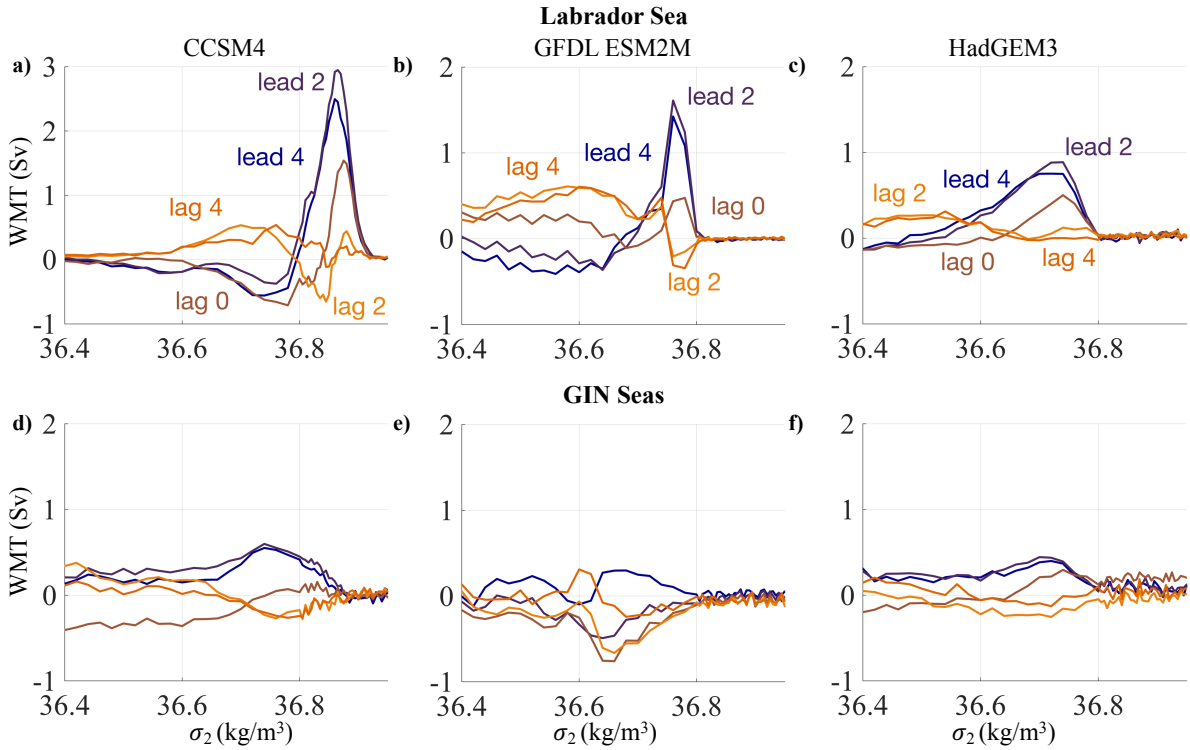 Labrador Sea
CCSM4 GFDL ESM2M HadGEM3
a) b) c)
WMT (Sv)
3
2
1
0
-1
36.4 36.6 36.8
lead 2
lead 4
lag 4
lag 0
lag 2
2
1
0
-1
36.4 36.6 36.8
lead 2
lag 4 lead 4
lag 0
lag 2
2
1
0
-1
36.4 36.6 36.8
lead 2
lead 4
lag 2
lag 0 lag 4
GIN Seas
d) e) f)
WMT (Sv)
2
1
0
-1
36.4 36.6 36.8
σ₂ (kg/m³)
2
1
0
-1
36.4 36.6 36.8
σ₂ (kg/m³)
2
1
0
-1
36.4 36.6 36.8
σ₂ (kg/m³)